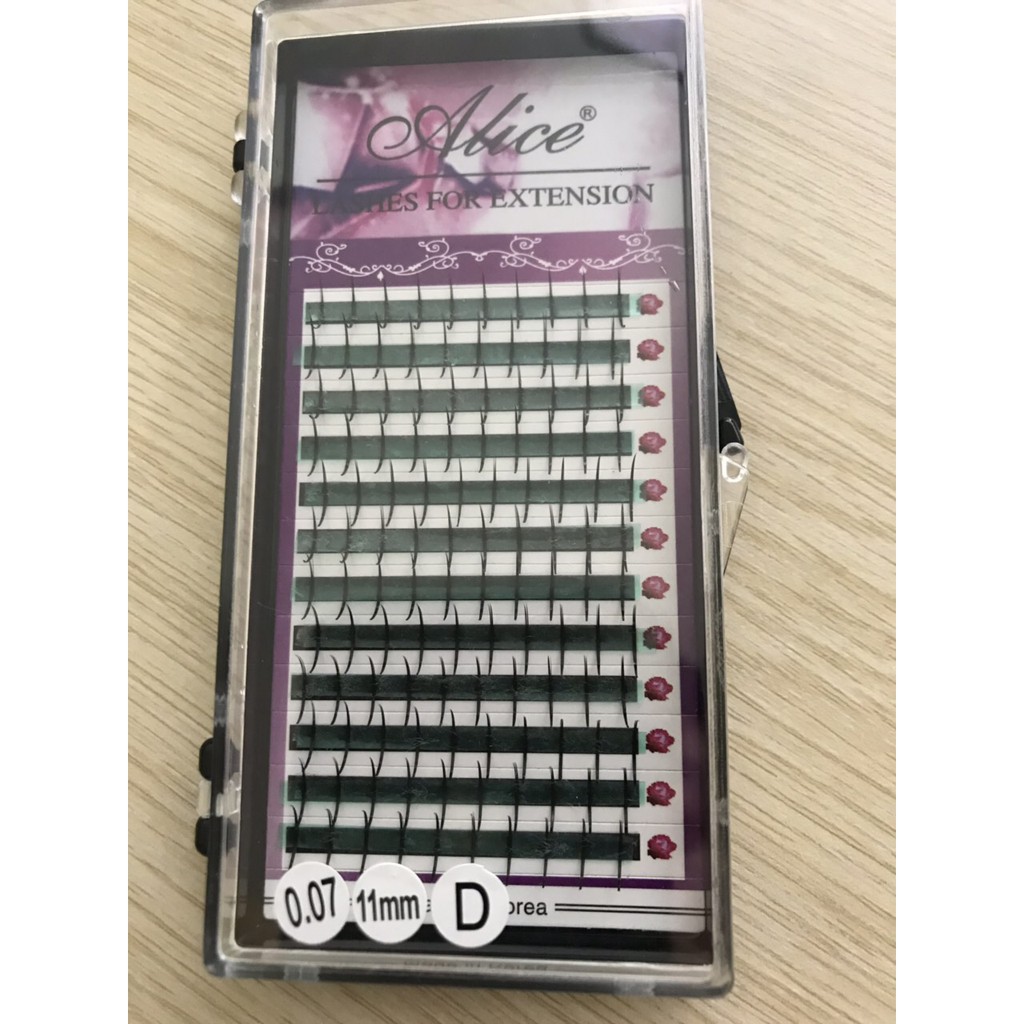 Alice®
LASHES FOR EXTENSION
0.07 11mm D orea